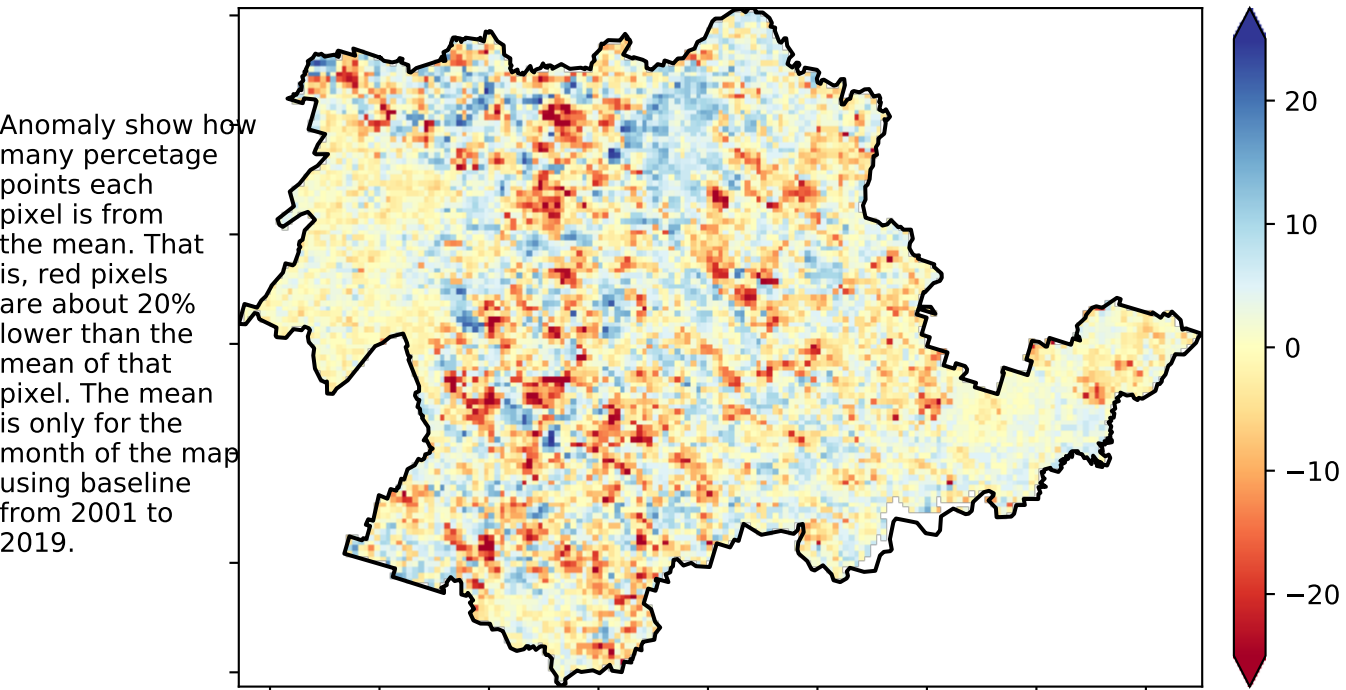 Anomaly show how
many percetage
points each
pixel is from
the mean. That
is, red pixels
are about 20%
lower than the
mean of that
pixel. The mean
is only for the
month of the map
using baseline
from 2001 to
2019.
20
10
0
−10
−20